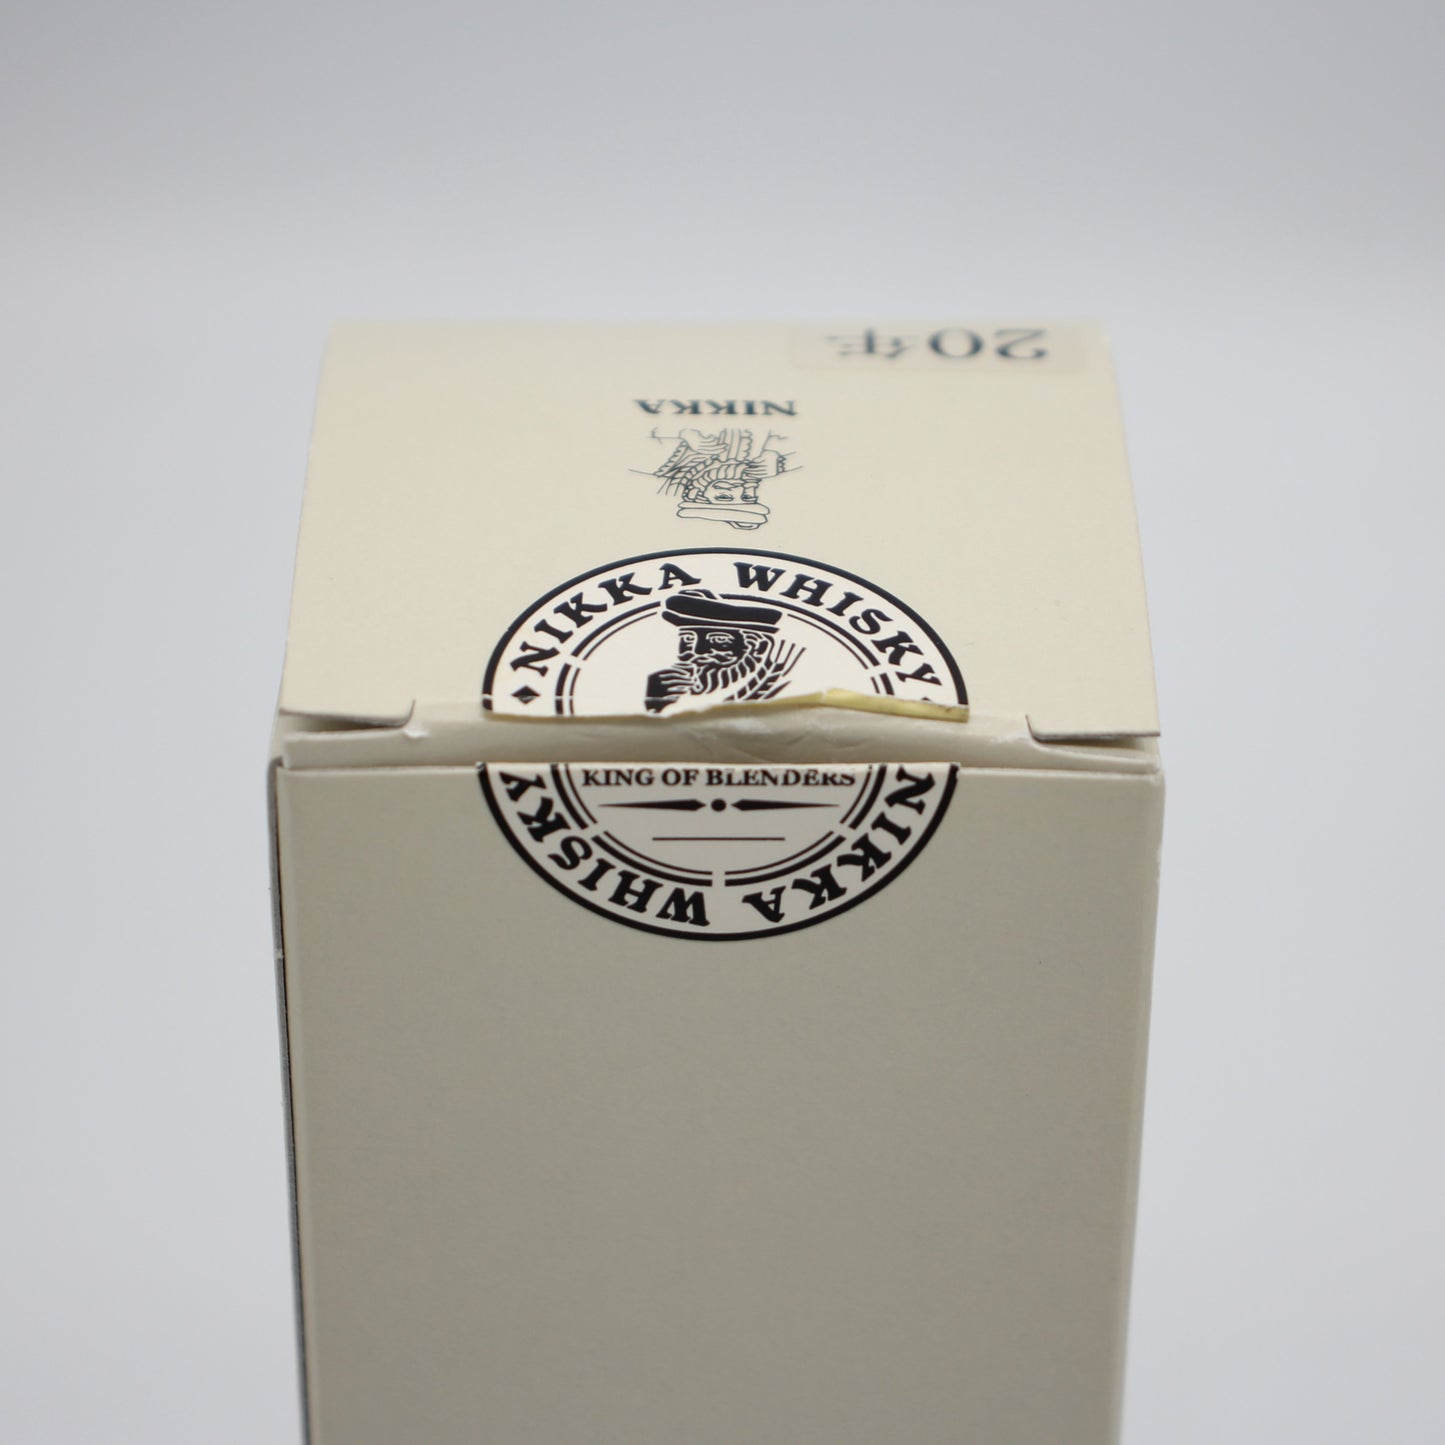 20年
NIKKA
NIKKA WHISKY
KING OF BLENDERS
NIKKA WHISKY